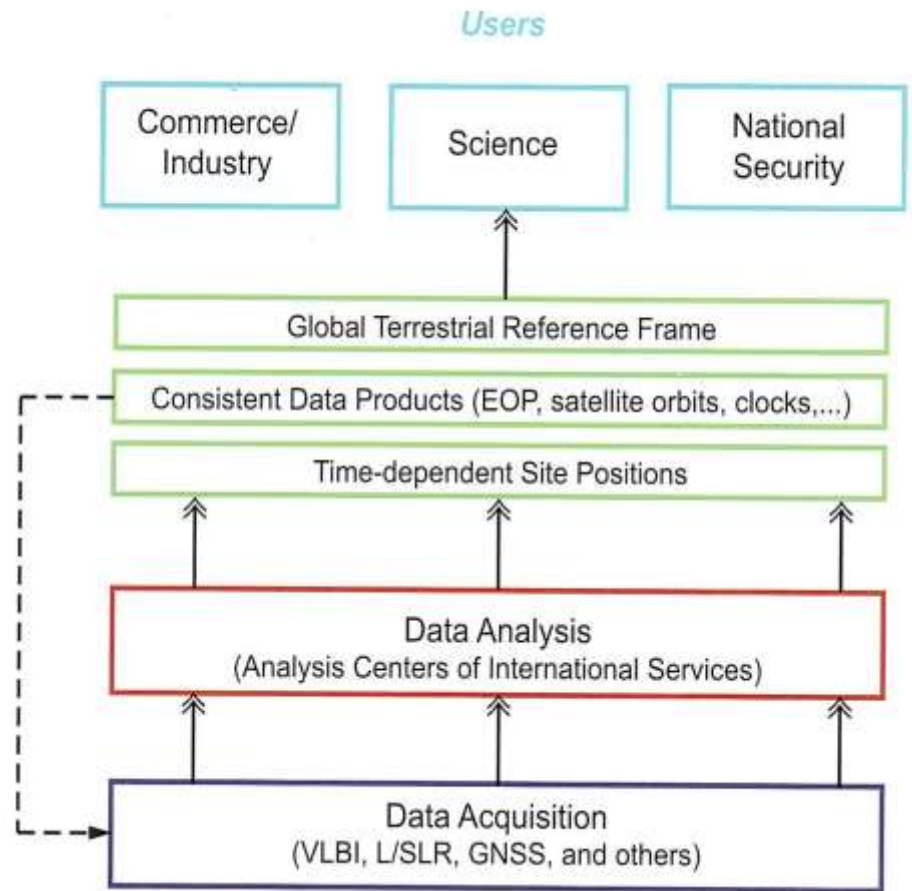 Users
Commerce/
Industry
Science
National
Security
Global Terrestrial Reference Frame
Consistent Data Products (EOP, satellite orbits, clocks,...)
Time-dependent Site Positions
Data Analysis
(Analysis Centers of International Services)
Data Acquisition
(VLBI, L/SLR, GNSS, and others)